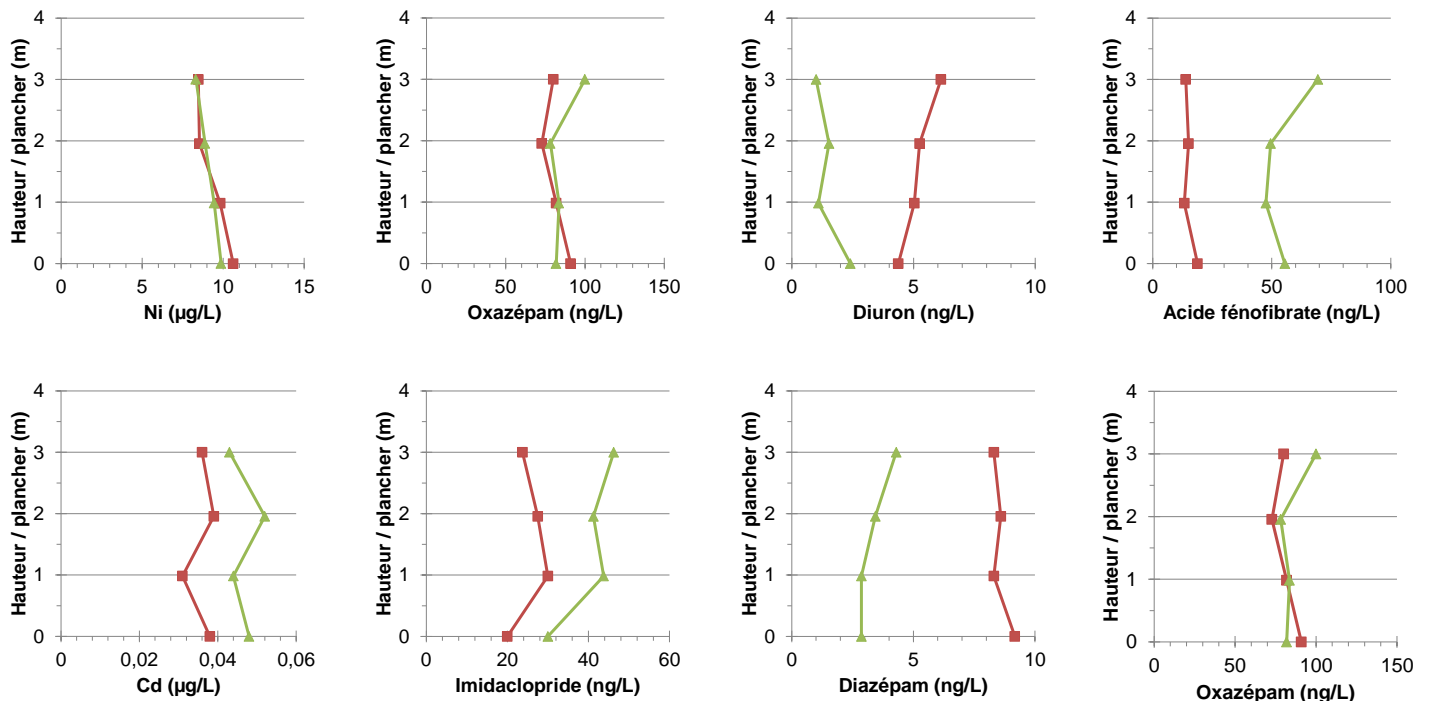 4
3
2
1
0
Hauteur / plancher (m)
0 5 10 15
Ni (µg/L)
4
3
2
1
0
Hauteur / plancher (m)
0 50 100 150
Oxazépam (ng/L)
4
3
2
1
0
Hauteur / plancher (m)
0 5 10
Diuron (ng/L)
4
3
2
1
0
Hauteur / plancher (m)
0 50 100
Acide fénofibrate (ng/L)
4
3
2
1
0
Hauteur / plancher (m)
0 0,02 0,04 0,06
Cd (µg/L)
4
3
2
1
0
Hauteur / plancher (m)
0 20 40 60
Imidaclopride (ng/L)
4
3
2
1
0
Hauteur / plancher (m)
0 5 10
Diazépam (ng/L)
4
3
2
1
0
Hauteur / plancher (m)
0 50 100 150
Oxazépam (ng/L)